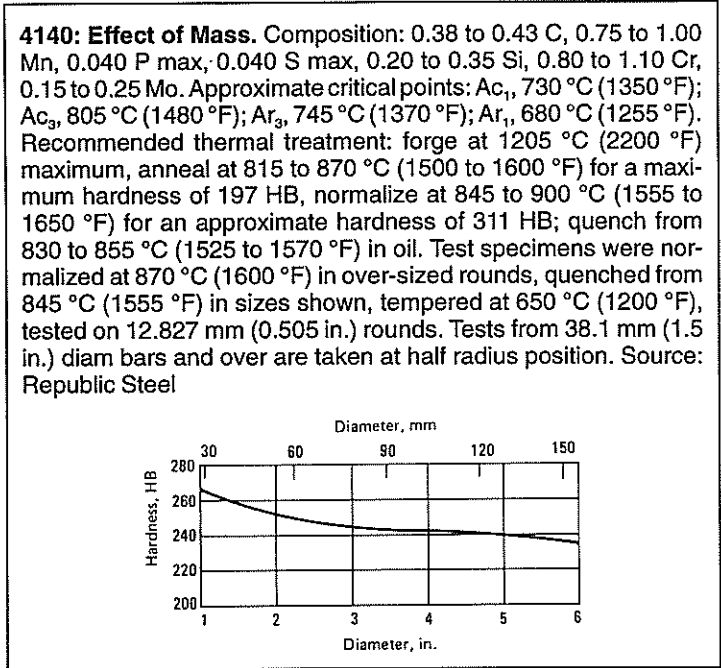 4140: Effect of Mass. Composition: 0.38 to 0.43 C, 0.75 to 1.00
Mn, 0.040 P max, 0.040 S max, 0.20 to 0.35 Si, 0.80 to 1.10 Cr,
0.15 to 0.25 Mo. Approximate critical points: Ac₁, 730 °C (1350 °F);
Ac₃, 805 °C (1480 °F); Ar₃, 745 °C (1370 °F); Ar₁, 680 °C (1255 °F).
Recommended thermal treatment: forge at 1205 °C (2200 °F)
maximum, anneal at 815 to 870 °C (1500 to 1600 °F) for a maxi-
mum hardness of 197 HB, normalize at 845 to 900 °C (1555 to
1650 °F) for an approximate hardness of 311 HB; quench from
830 to 855 °C (1525 to 1570 °F) in oil. Test specimens were nor-
malized at 870 °C (1600 °F) in over-sized rounds, quenched from
845 °C (1555 °F) in sizes shown, tempered at 650 °C (1200 °F),
tested on 12.827 mm (0.505 in.) rounds. Tests from 38.1 mm (1.5
in.) diam bars and over are taken at half radius position. Source:
Republic Steel
Diameter, mm
30 60 90 120 150
280
260
240
220
200
Hardness, HB
1 2 3 4 5 6
Diameter, in.